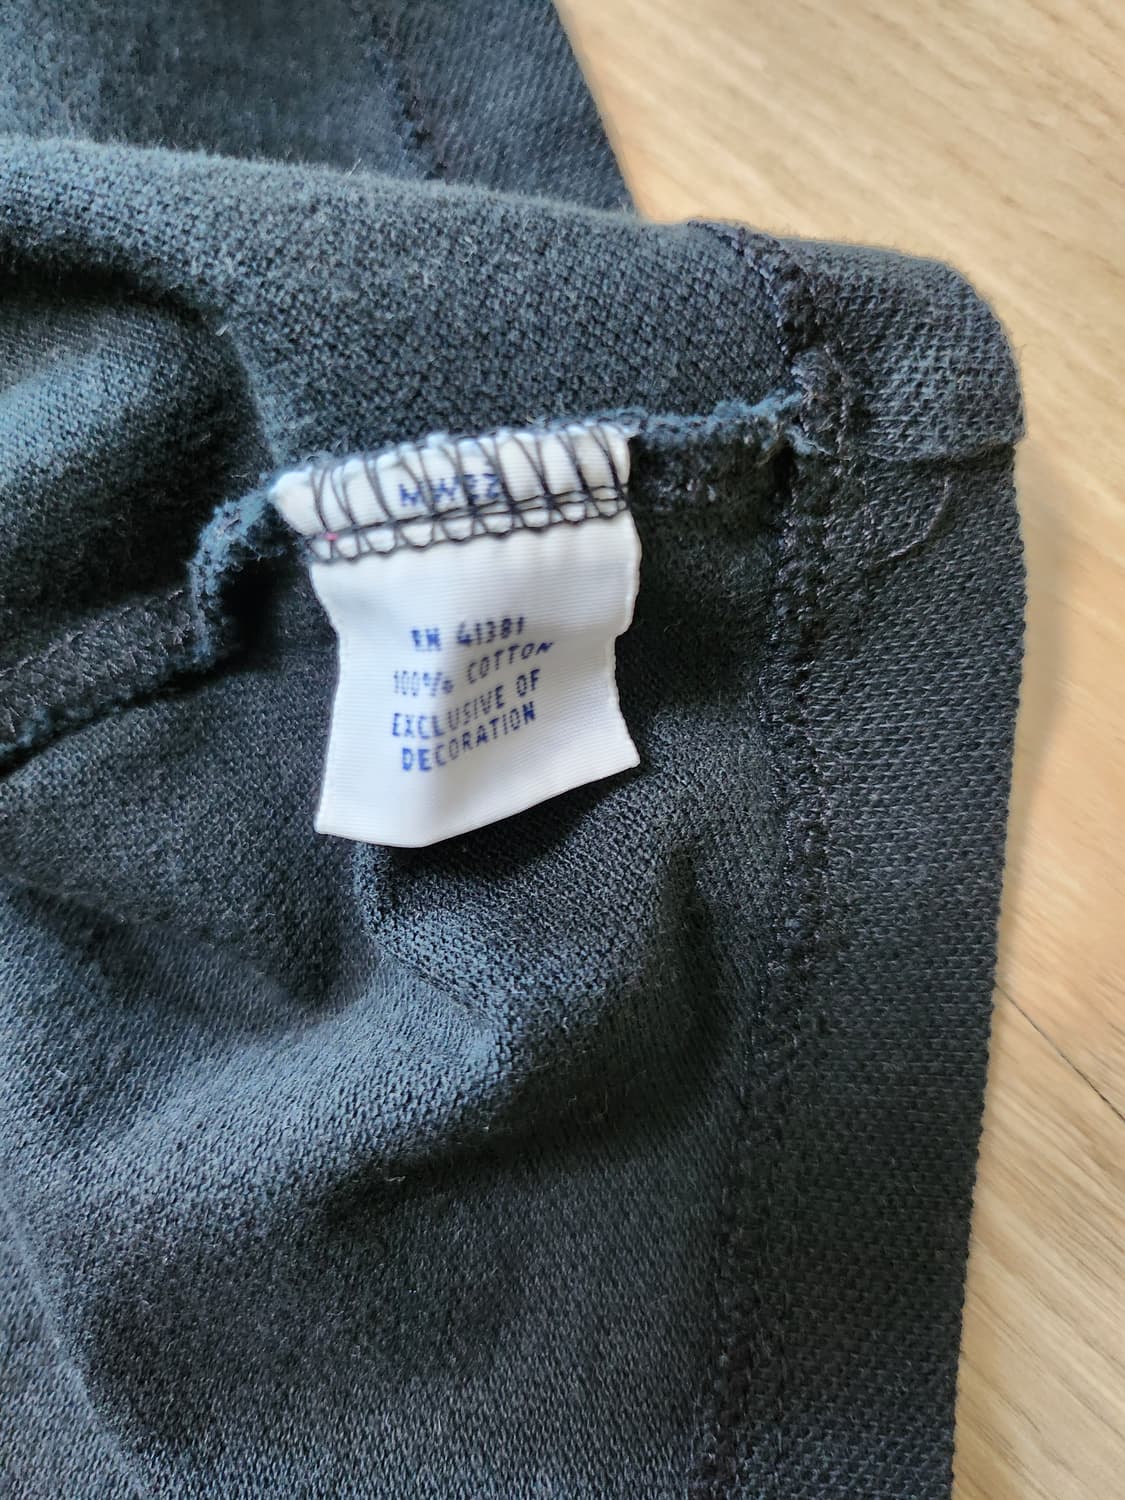 RN 41381
100% COTTON
EXCLUSIVE OF
DECORATION